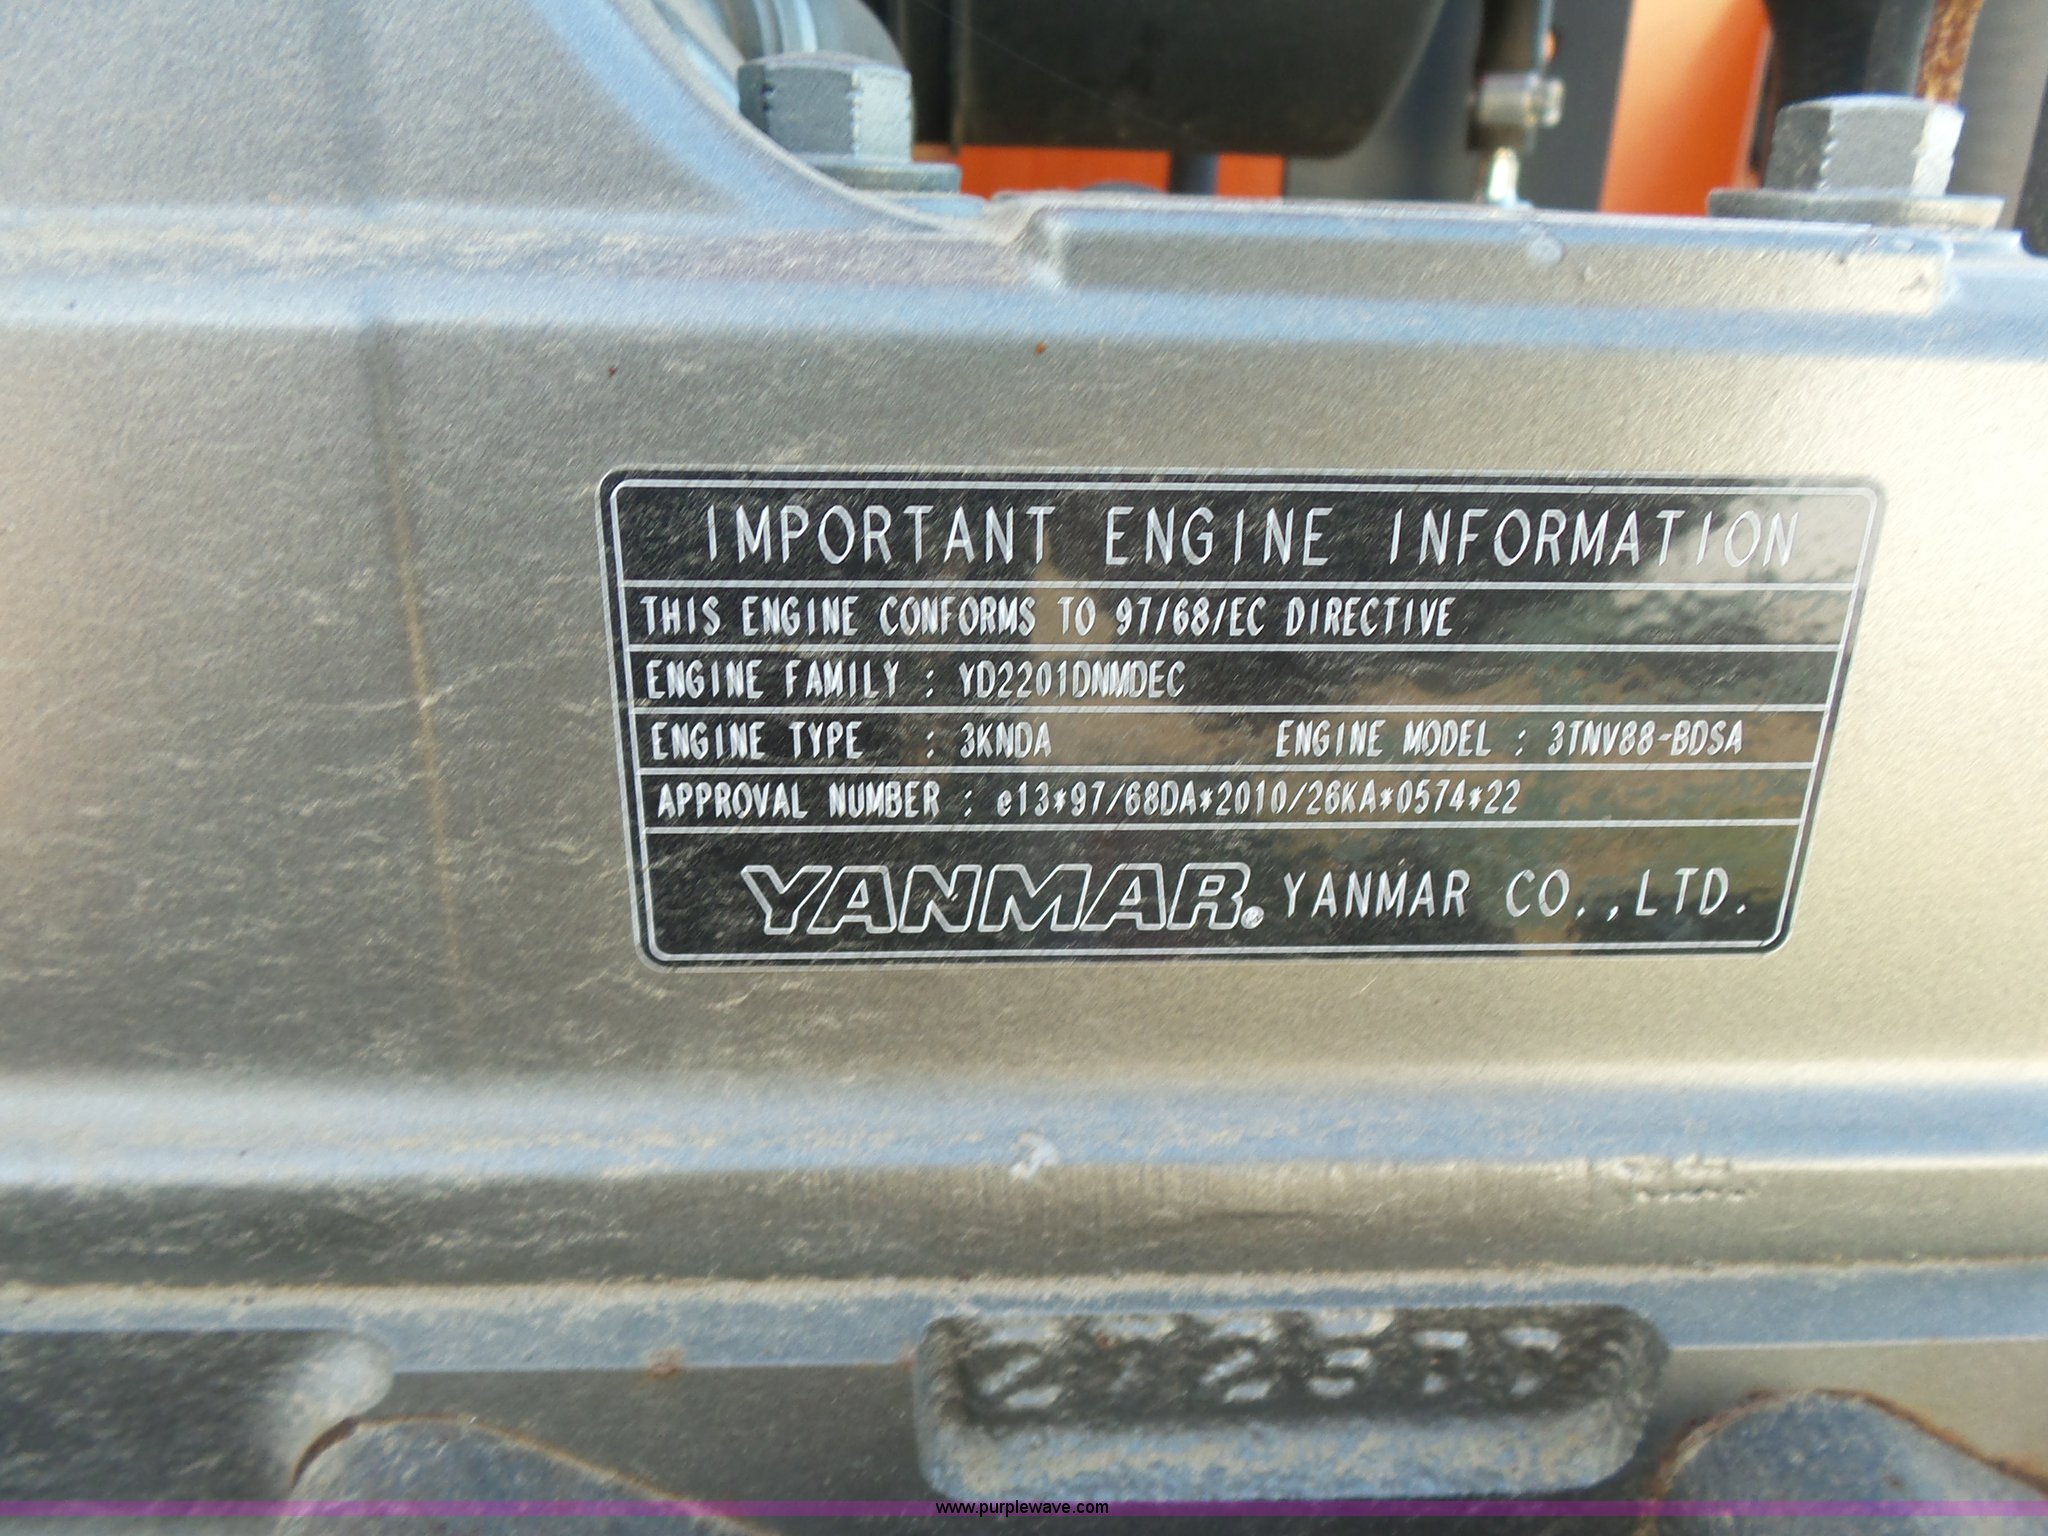 IMPORTANT ENGINE INFORMATION
THIS ENGINE CONFORMS TO 97/68/EC DIRECTIVE
ENGINE FAMILY : YD2201DNMDEC
ENGINE TYPE : 3KNDA ENGINE MODEL : 3TNV88-BDSA
APPROVAL NUMBER : e13*97/68DA*2010/26KA*0574*22
YANMAR® YANMAR CO.,LTD.
www.purplewave.com